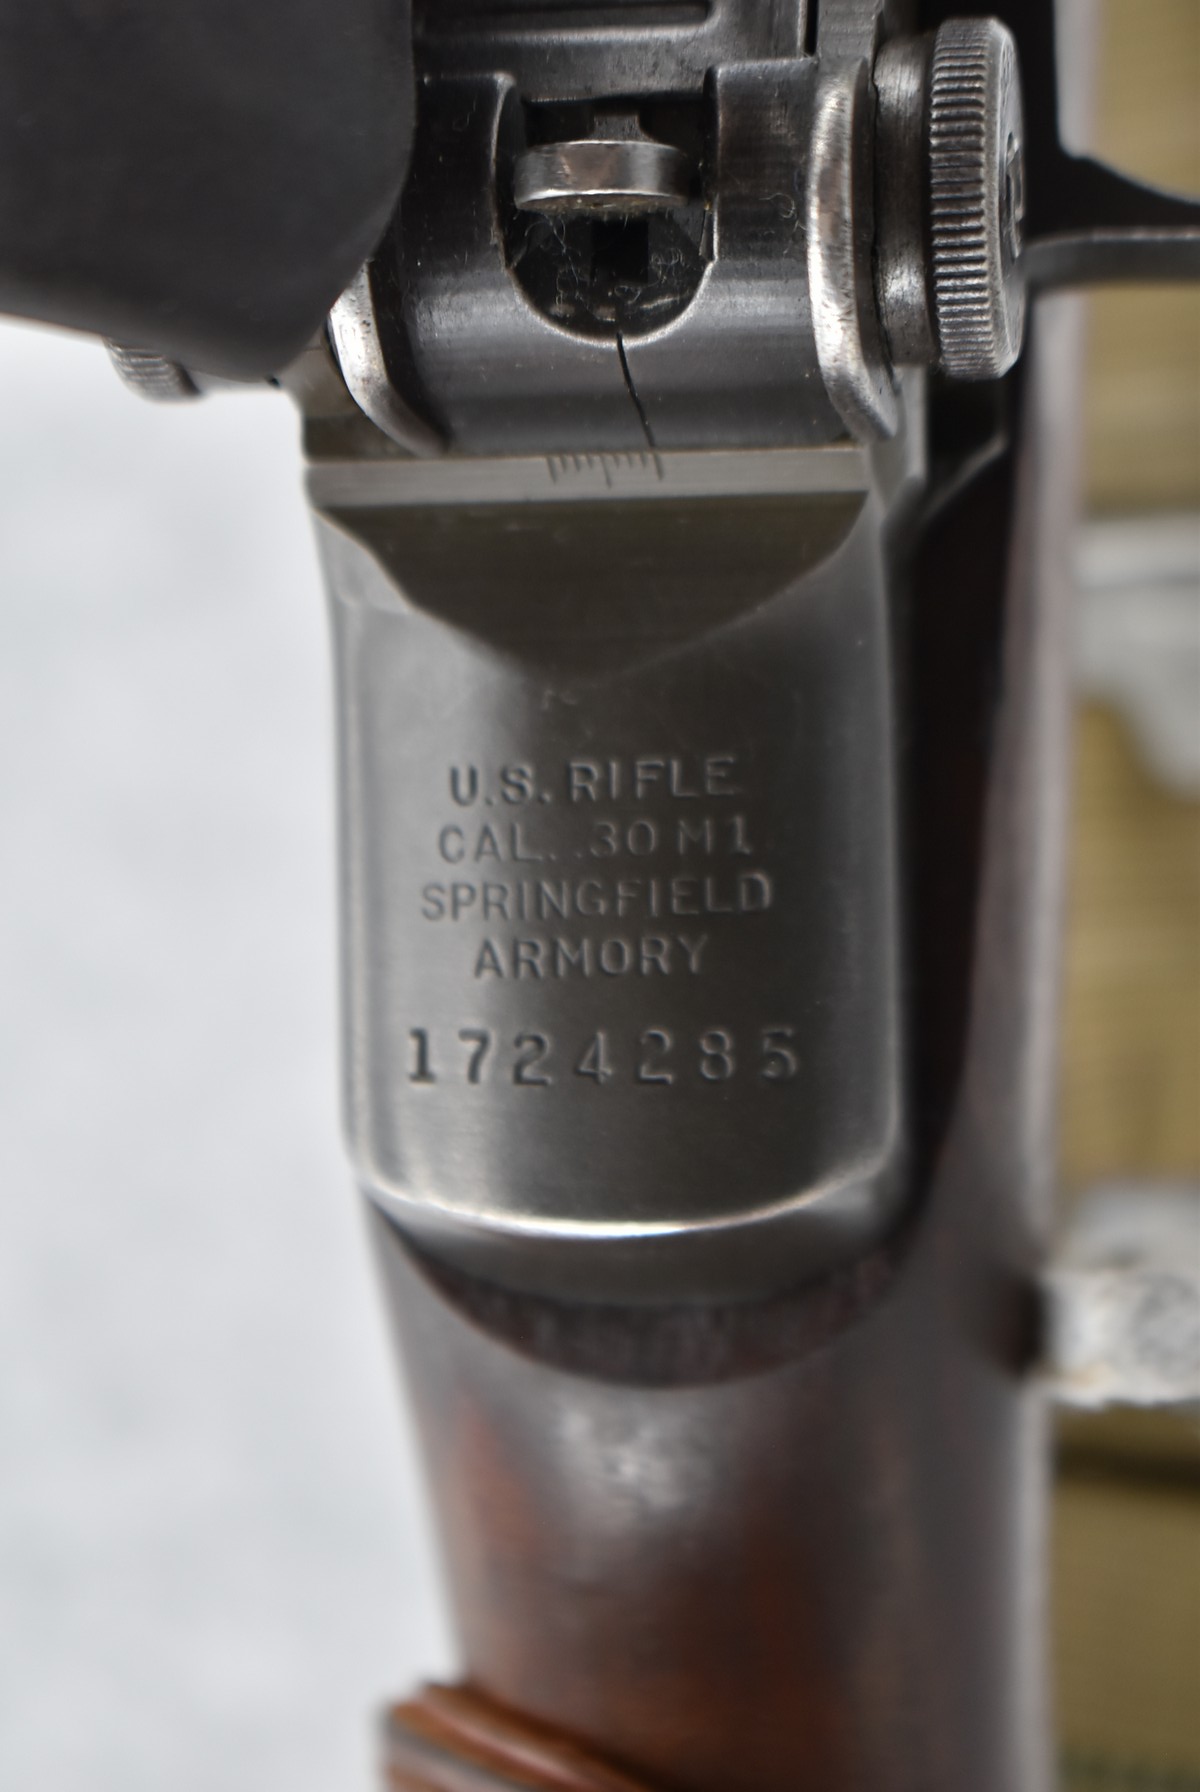 U.S. RIFLE
CAL. .30 M1
SPRINGFIELD
ARMORY
1724285